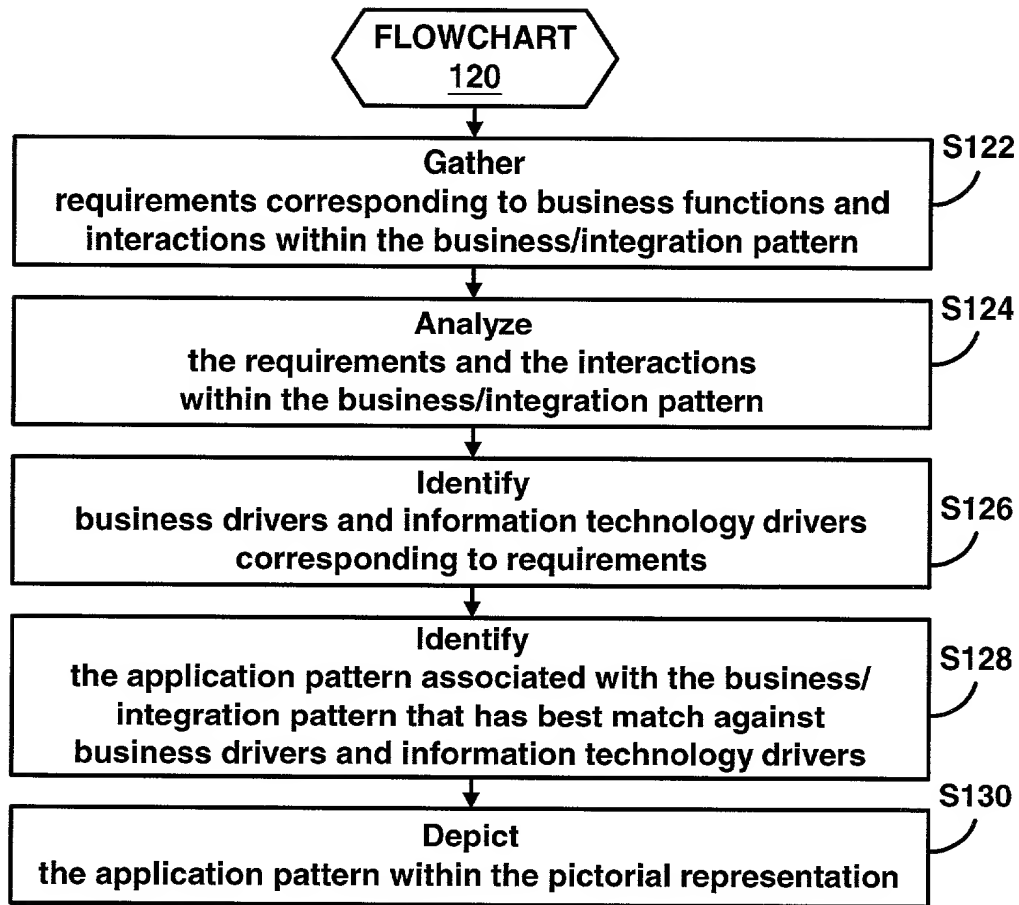 FLOWCHART
120
Gather
requirements corresponding to business functions and
interactions within the business/integration pattern
S122
Analyze
the requirements and the interactions
within the business/integration pattern
S124
Identify
business drivers and information technology drivers
corresponding to requirements
S126
Identify
the application pattern associated with the business/
integration pattern that has best match against
business drivers and information technology drivers
S128
Depict
the application pattern within the pictorial representation
S130